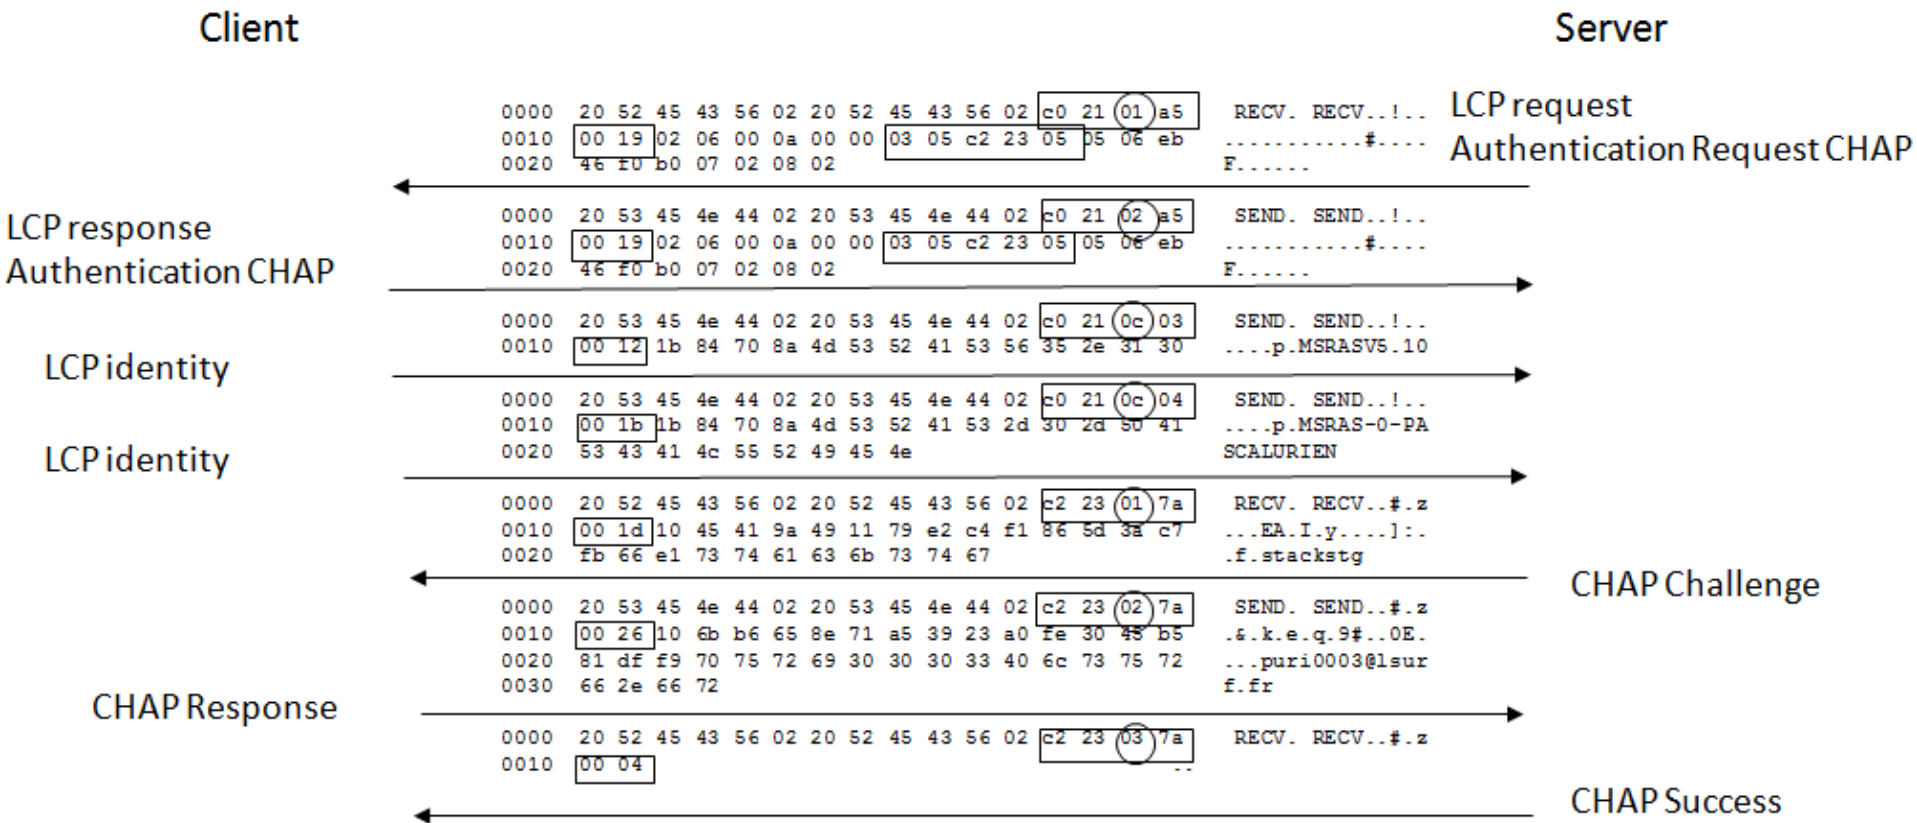 Client
Server
0000 20 52 45 43 56 02 20 52 45 43 56 02 c0 21 01 a5 RECV. RECV..!..
0010 00 19 02 06 00 0a 00 00 03 05 c2 23 05 05 06 eb ...........#....
0020 46 f0 b0 07 02 08 02 F......
LCP request
Authentication Request CHAP
0000 20 53 45 4e 44 02 20 53 45 4e 44 02 c0 21 02 a5 SEND. SEND..!..
0010 00 19 02 06 00 0a 00 00 03 05 c2 23 05 05 06 eb ...........#....
0020 46 f0 b0 07 02 08 02 F......
LCP response
Authentication CHAP
0000 20 53 45 4e 44 02 20 53 45 4e 44 02 c0 21 0c 03 SEND. SEND..!..
0010 00 12 1b 84 70 8a 4d 53 52 41 53 56 35 2e 31 30 ....p.MSRASV5.10
LCP identity
0000 20 53 45 4e 44 02 20 53 45 4e 44 02 c0 21 0c 04 SEND. SEND..!..
0010 00 1b 1b 84 70 8a 4d 53 52 41 53 2d 30 2d 50 41 ....p.MSRAS-0-PA
0020 53 43 41 4c 55 52 49 45 4e SCALURIEN
LCP identity
0000 20 52 45 43 56 02 20 52 45 43 56 02 c2 23 01 7a RECV. RECV..#.z
0010 00 1d 10 45 41 9a 49 11 79 e2 c4 f1 86 5d 3a c7 ...EA.I.y....]:.
0020 fb 66 e1 73 74 61 63 6b 73 74 67 .f.stackstg
CHAP Challenge
0000 20 53 45 4e 44 02 20 53 45 4e 44 02 c2 23 02 7a SEND. SEND..#.z
0010 00 26 10 6b b6 65 8e 71 a5 39 23 a0 fe 30 45 b5 .&.k.e.q.9#..0E.
0020 81 df f9 70 75 72 69 30 30 30 33 40 6c 73 75 72 ...puri0003@lsur
0030 66 2e 66 72 f.fr
CHAP Response
0000 20 52 45 43 56 02 20 52 45 43 56 02 c2 23 03 7a RECV. RECV..#.z
0010 00 04 ..
CHAP Success